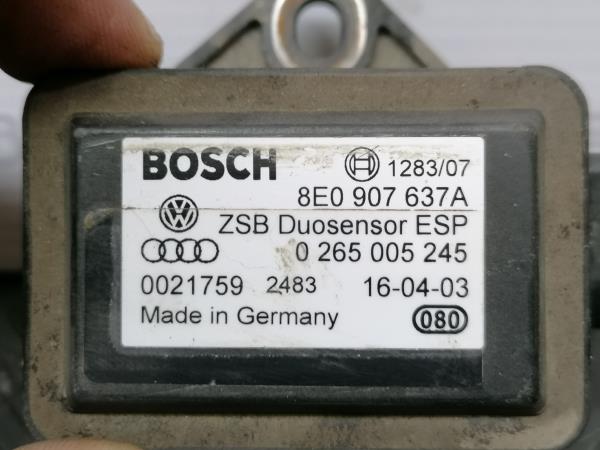 BOSCH 1283/07
8E0 907 637A
ZSB Duosensor ESP
0 265 005 245
0021759 2483 16-04-03
Made in Germany 080